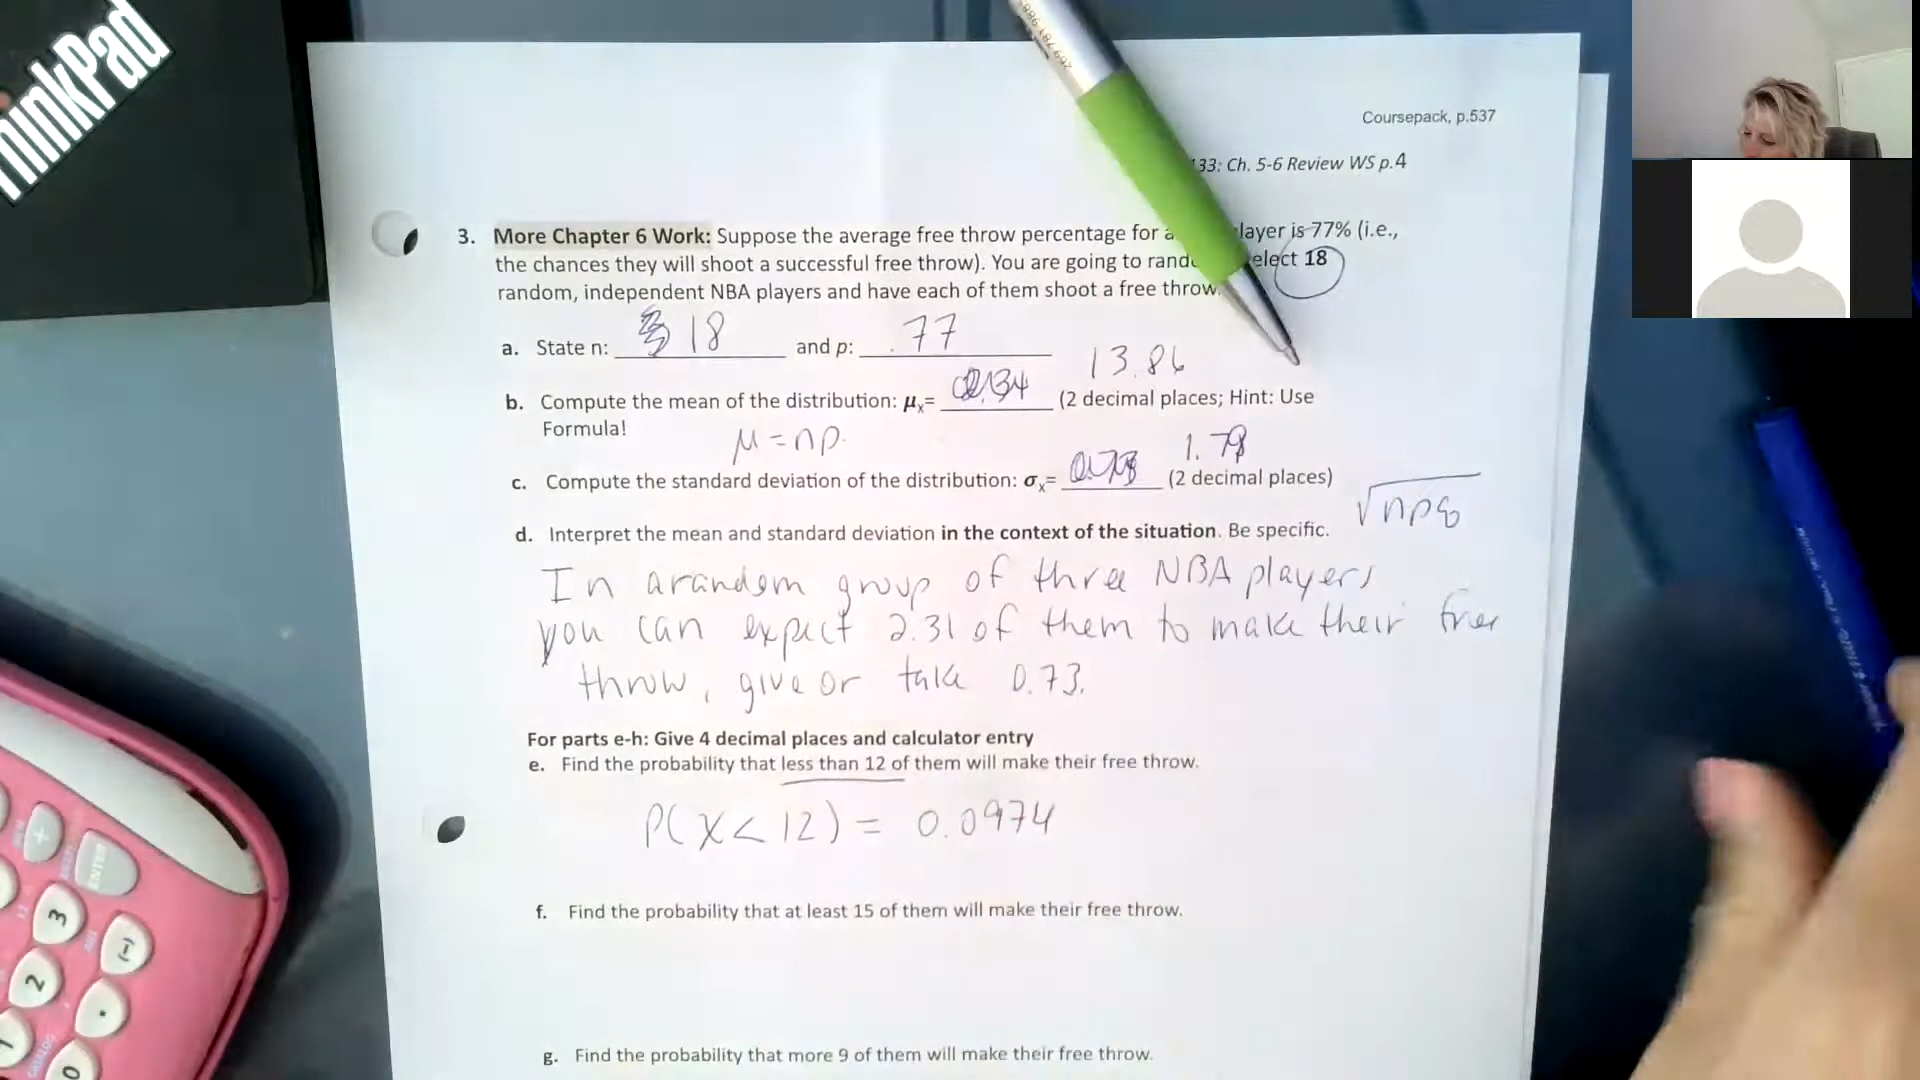 ThinkPad
Coursepack, p.537
133: Ch. 5-6 Review WS p.4
3. More Chapter 6 Work: Suppose the average free throw percentage for a layer is 77% (i.e.,
the chances they will shoot a successful free throw). You are going to rand elect 18
random, independent NBA players and have each of them shoot a free throw.
a. State n: 18 and p: .77
13.86
b. Compute the mean of the distribution: μx= (2 decimal places; Hint: Use
Formula!
μ = np.
1.78
c. Compute the standard deviation of the distribution: σx= (2 decimal places)
√npq
d. Interpret the mean and standard deviation in the context of the situation. Be specific.
In a random group of three NBA players
you can expect 2.31 of them to make their free
throw, give or take 0.73.
For parts e-h: Give 4 decimal places and calculator entry
e. Find the probability that less than 12 of them will make their free throw.
P(X < 12) = 0.0974
f. Find the probability that at least 15 of them will make their free throw.
g. Find the probability that more 9 of them will make their free throw.
+
ENTER
3
(-)
2
.
0
CATALOG